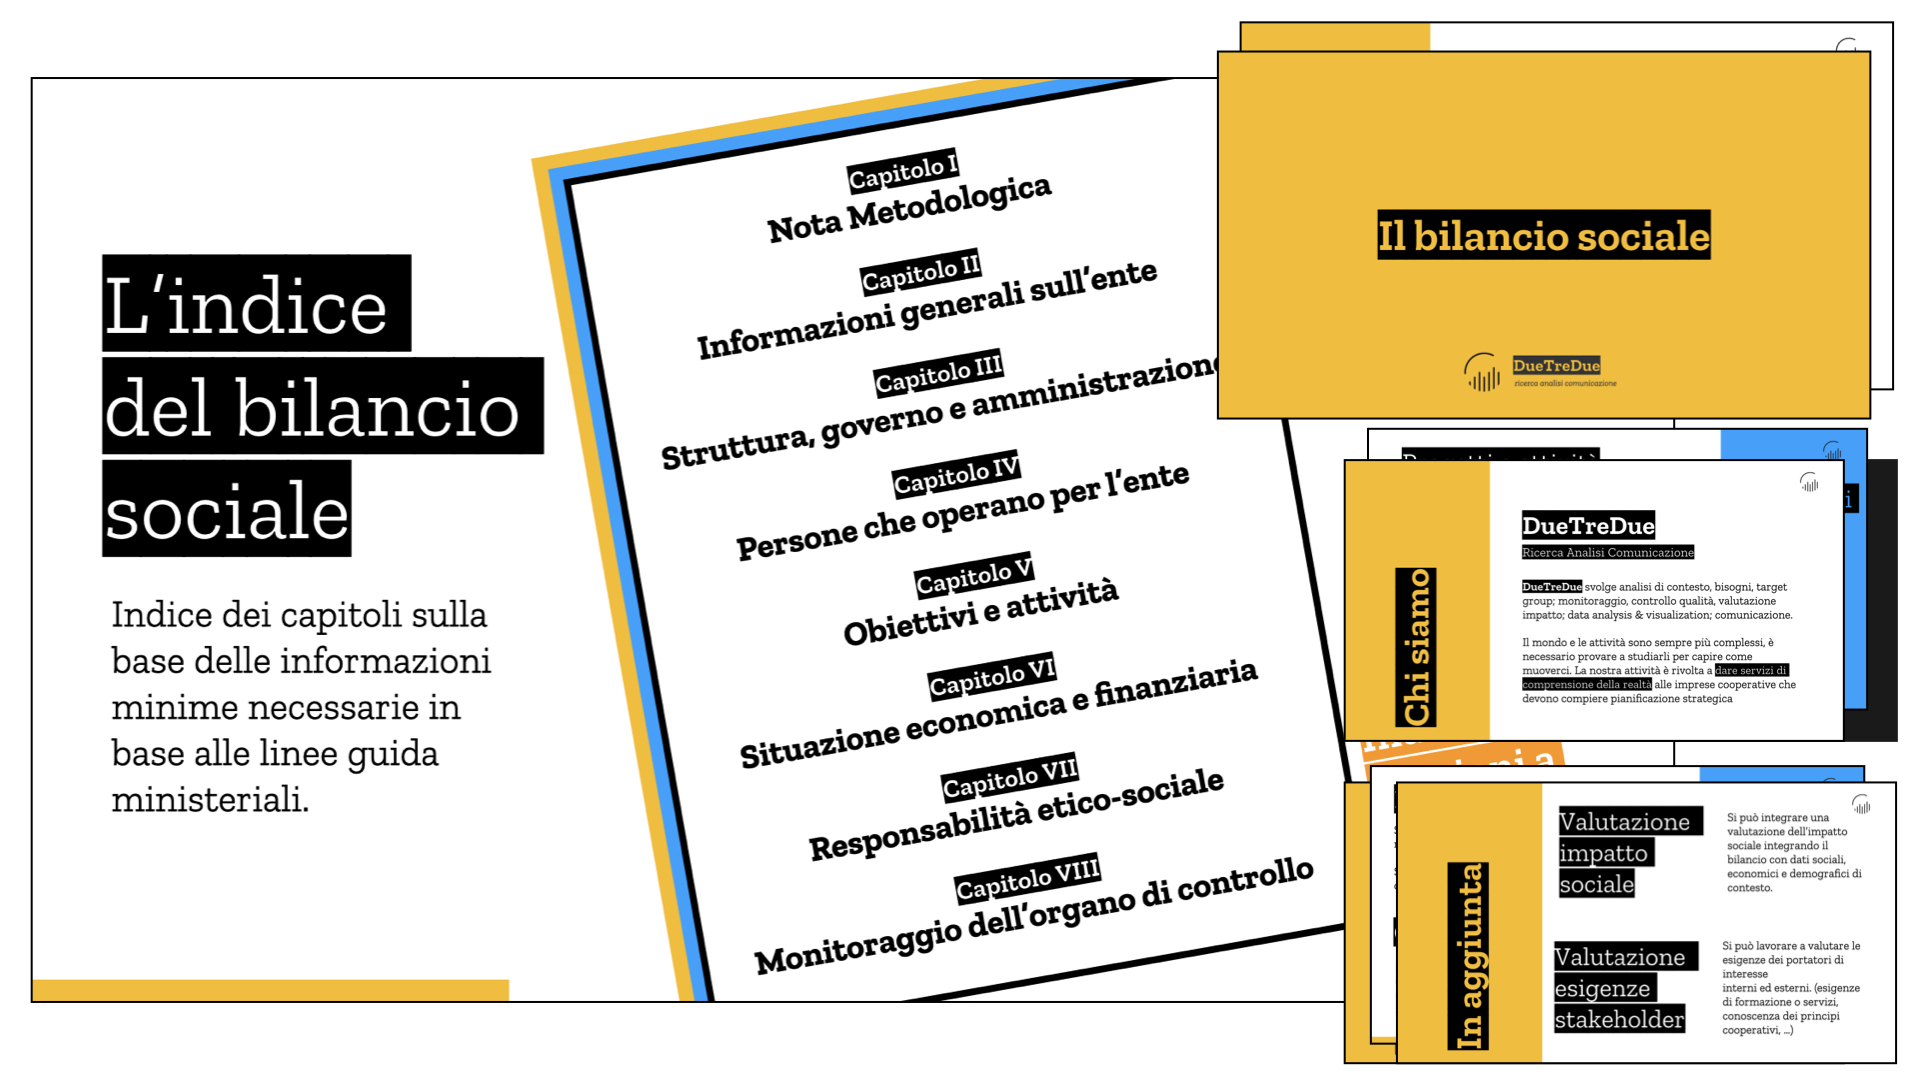 L'indice
del bilancio
sociale
Indice dei capitoli sulla
base delle informazioni
minime necessarie in
base alle linee guida
ministeriali.
Capitolo I
Nota Metodologica
Capitolo II
Informazioni generali sull'ente
Capitolo III
Struttura, governo e amministrazione
Capitolo IV
Persone che operano per l'ente
Capitolo V
Obiettivi e attività
Capitolo VI
Situazione economica e finanziaria
Capitolo VII
Responsabilità etico-sociale
Capitolo VIII
Monitoraggio dell'organo di controllo
Il bilancio sociale
DueTreDue
ricerca analisi comunicazione
Chi siamo
DueTreDue
Ricerca Analisi Comunicazione
DueTreDue svolge analisi di contesto, bisogni, target
group; monitoraggio, controllo qualità, valutazione
impatto; data analysis & visualization; comunicazione.
Il mondo e le attività sono sempre più complessi, è
necessario provare a studiarli per capire come
muoverci. La nostra attività è rivolta a dare servizi di
comprensione della realtà alle imprese cooperative che
devono compiere pianificazione strategica
In aggiunta
Valutazione
impatto
sociale
Si può integrare una
valutazione dell'impatto
sociale integrando il
bilancio con dati sociali,
economici e demografici di
contesto.
Valutazione
esigenze
stakeholder
Si può lavorare a valutare le
esigenze dei portatori di
interesse
interni ed esterni. (esigenze
di formazione o servizi,
conoscenza dei principi
cooperativi, ...)